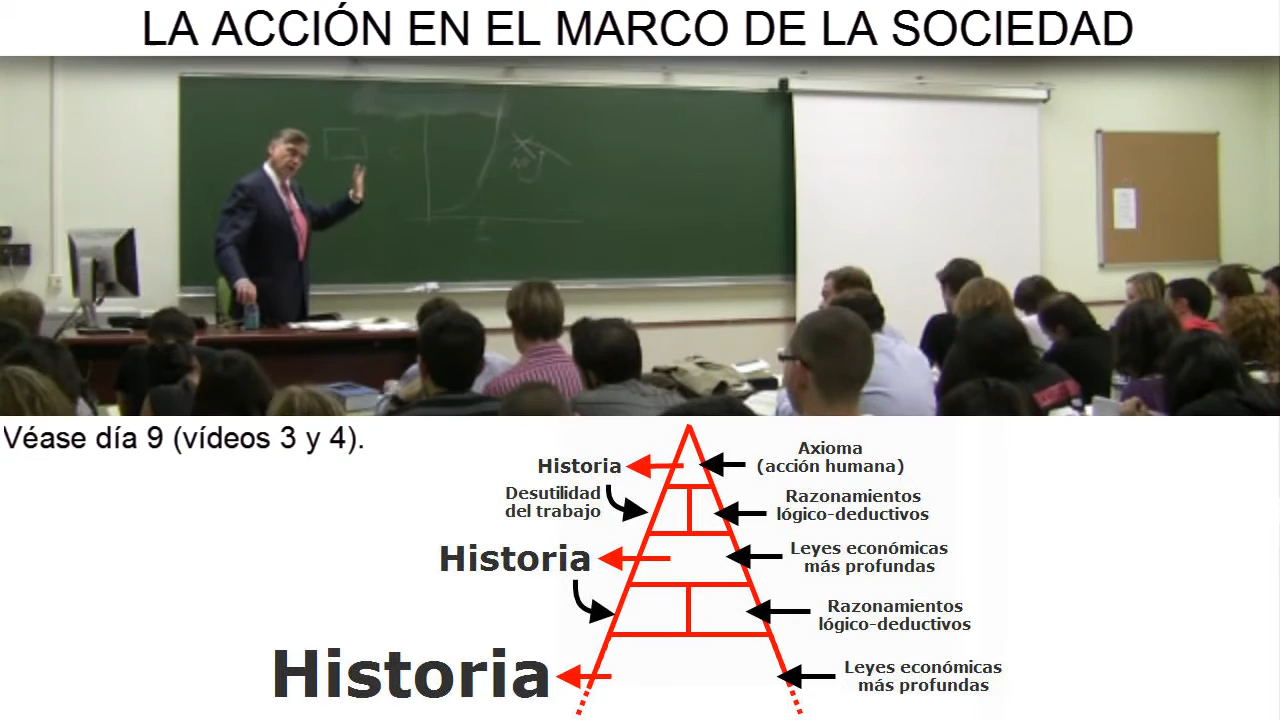 LA ACCIÓN EN EL MARCO DE LA SOCIEDAD
Véase día 9 (vídeos 3 y 4).
Historia
Axioma
(acción humana)
Desutilidad
del trabajo
Razonamientos
lógico-deductivos
Historia
Leyes económicas
más profundas
Razonamientos
lógico-deductivos
Historia
Leyes económicas
más profundas